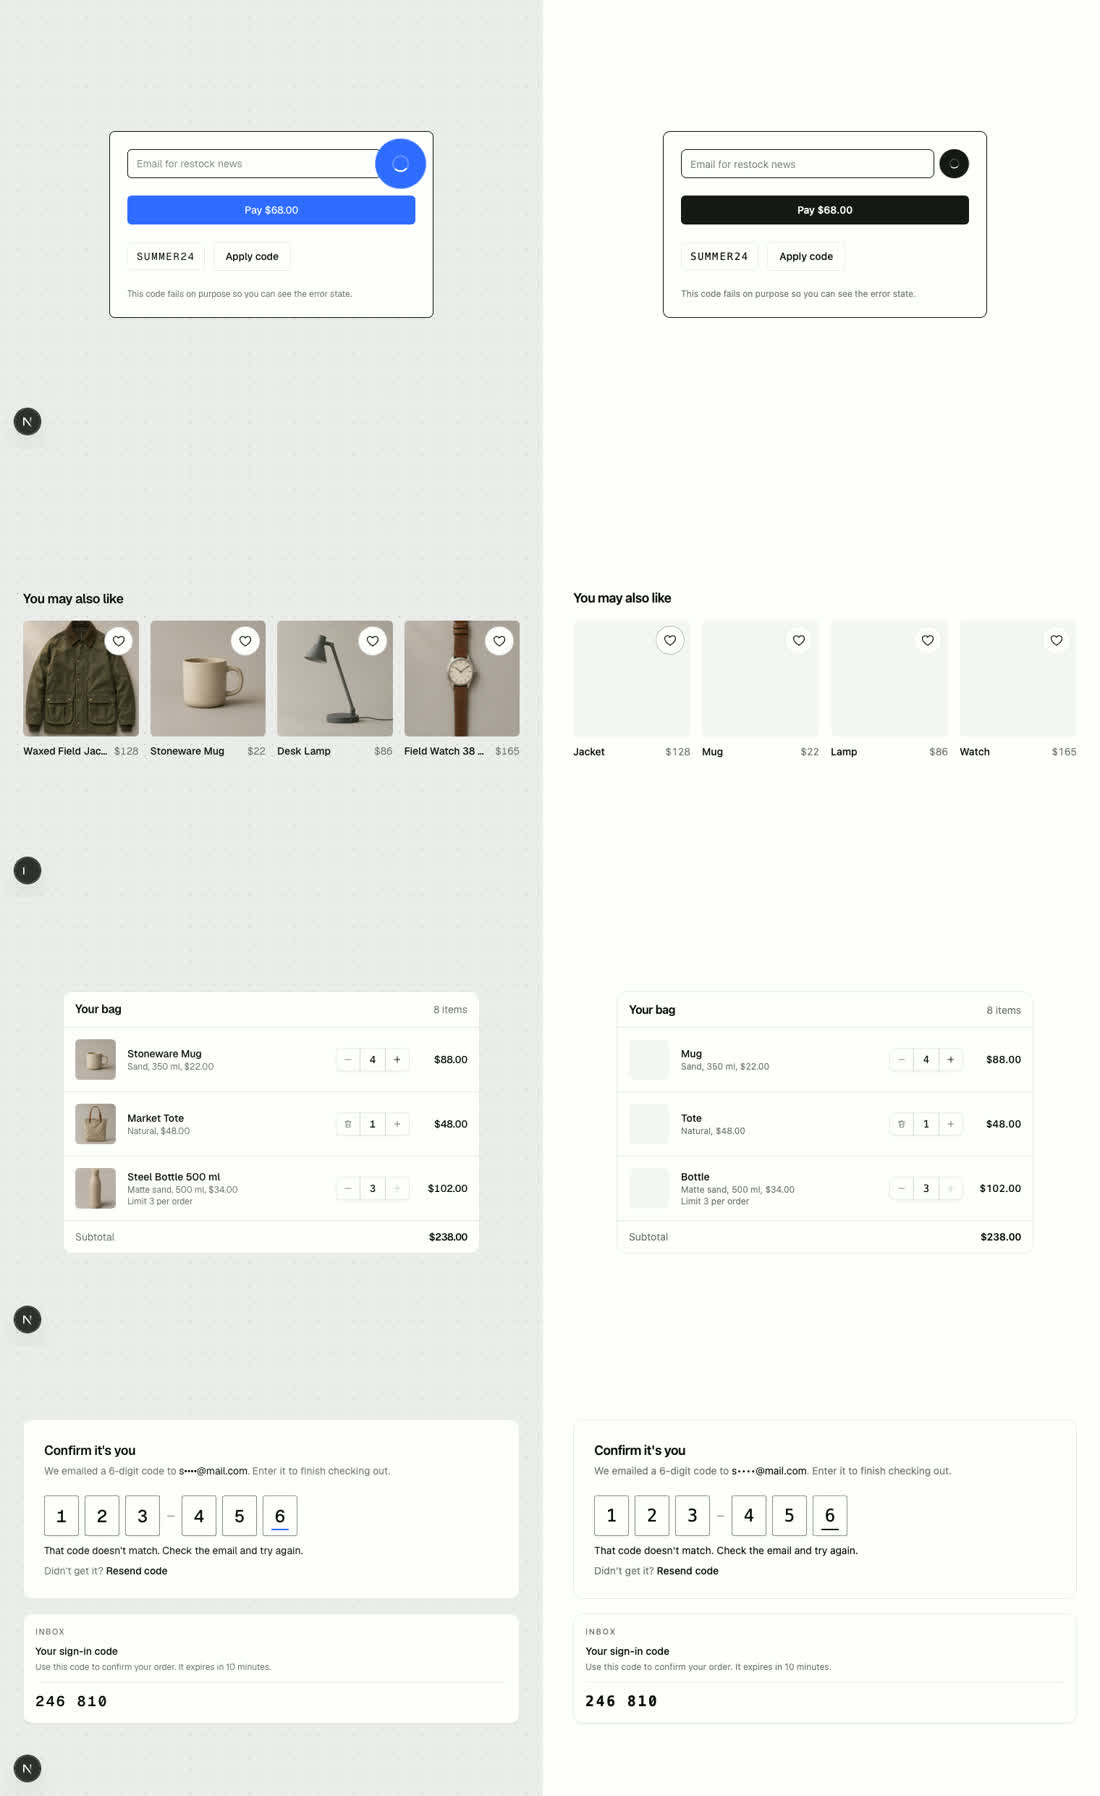 Email for restock news
Pay $68.00
SUMMER24 Apply code
This code fails on purpose so you can see the error state.
N
Email for restock news
Pay $68.00
SUMMER24 Apply code
This code fails on purpose so you can see the error state.
You may also like
Waxed Field Jac... $128 Stoneware Mug $22 Desk Lamp $86 Field Watch 38 ... $165
You may also like
Jacket $128 Mug $22 Lamp $86 Watch $165
Your bag 8 items
Stoneware Mug
Sand, 350 ml, $22.00
− 4 + $88.00
Market Tote
Natural, $48.00
1 + $48.00
Steel Bottle 500 ml
Matte sand, 500 ml, $34.00
Limit 3 per order
− 3 + $102.00
Subtotal $238.00
N
Your bag 8 items
Mug
Sand, 350 ml, $22.00
− 4 + $88.00
Tote
Natural, $48.00
1 + $48.00
Bottle
Matte sand, 500 ml, $34.00
Limit 3 per order
− 3 + $102.00
Subtotal $238.00
Confirm it's you
We emailed a 6-digit code to s••••@mail.com. Enter it to finish checking out.
1 2 3 – 4 5 6
That code doesn't match. Check the email and try again.
Didn't get it? Resend code
INBOX
Your sign-in code
Use this code to confirm your order. It expires in 10 minutes.
246 810
N
Confirm it's you
We emailed a 6-digit code to s••••@mail.com. Enter it to finish checking out.
1 2 3 – 4 5 6
That code doesn't match. Check the email and try again.
Didn't get it? Resend code
INBOX
Your sign-in code
Use this code to confirm your order. It expires in 10 minutes.
246 810